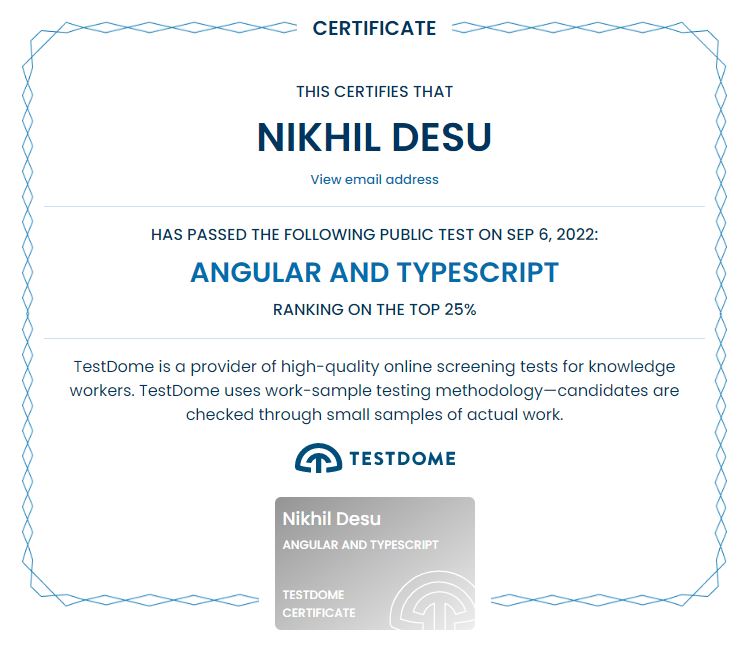 CERTIFICATE
THIS CERTIFIES THAT
NIKHIL DESU
View email address
HAS PASSED THE FOLLOWING PUBLIC TEST ON SEP 6, 2022:
ANGULAR AND TYPESCRIPT
RANKING ON THE TOP 25%
TestDome is a provider of high-quality online screening tests for knowledge
workers. TestDome uses work-sample testing methodology—candidates are
checked through small samples of actual work.
TESTDOME
Nikhil Desu
ANGULAR AND TYPESCRIPT
TESTDOME
CERTIFICATE